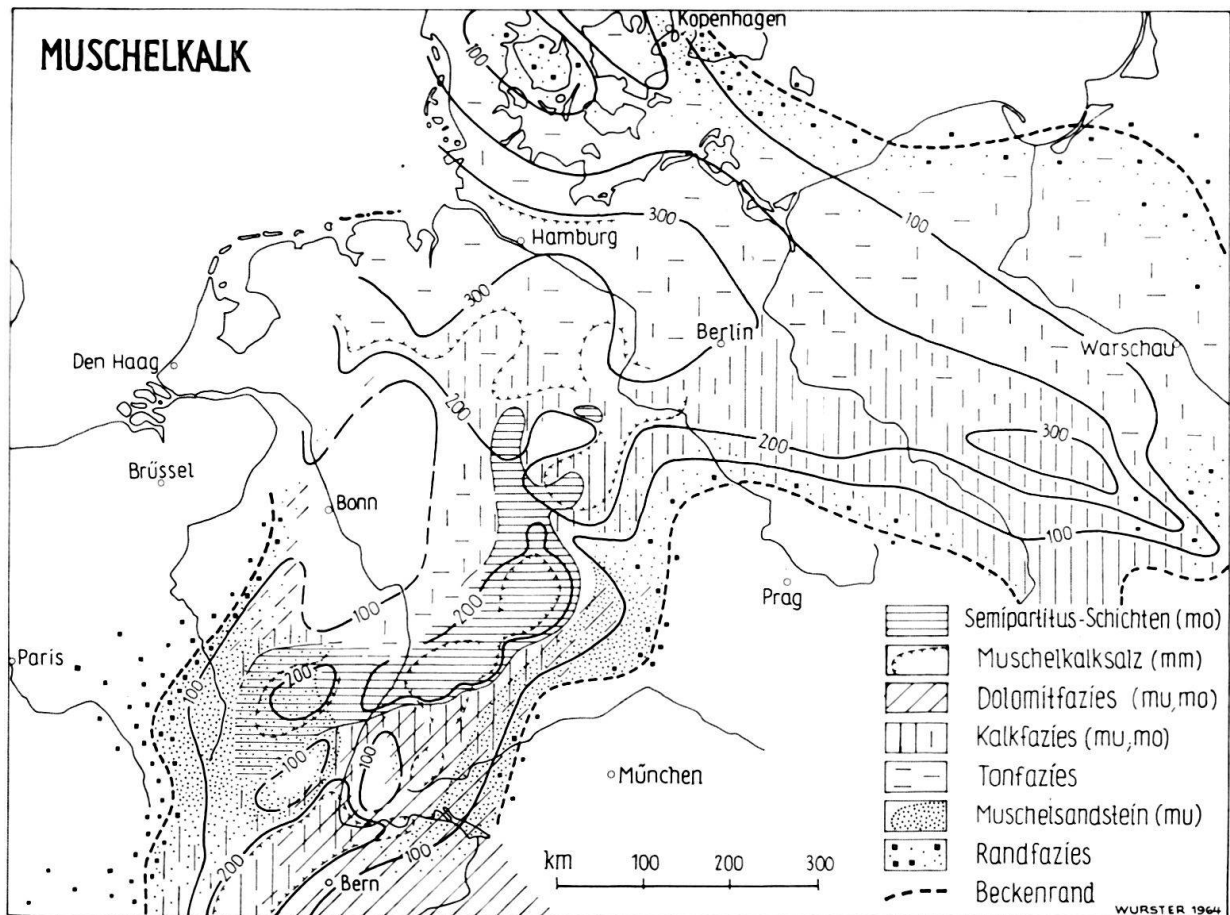 MUSCHELKALK
Kopenhagen
100
100
300
Hamburg
300
Berlin
Warschau
Den Haag
200
300
200
Brüssel
Bonn
100
Prag
100
200
Paris
200
100
100
100
München
200
100
Bern
Semipartitus-Schichten (mo)
Muschelkalksalz (mm)
Dolomitfazies (mu,mo)
Kalkfazies (mu,mo)
Tonfazies
Muschelsandstein (mu)
Randfazies
Beckenrand
km 100 200 300
WURSTER 1964